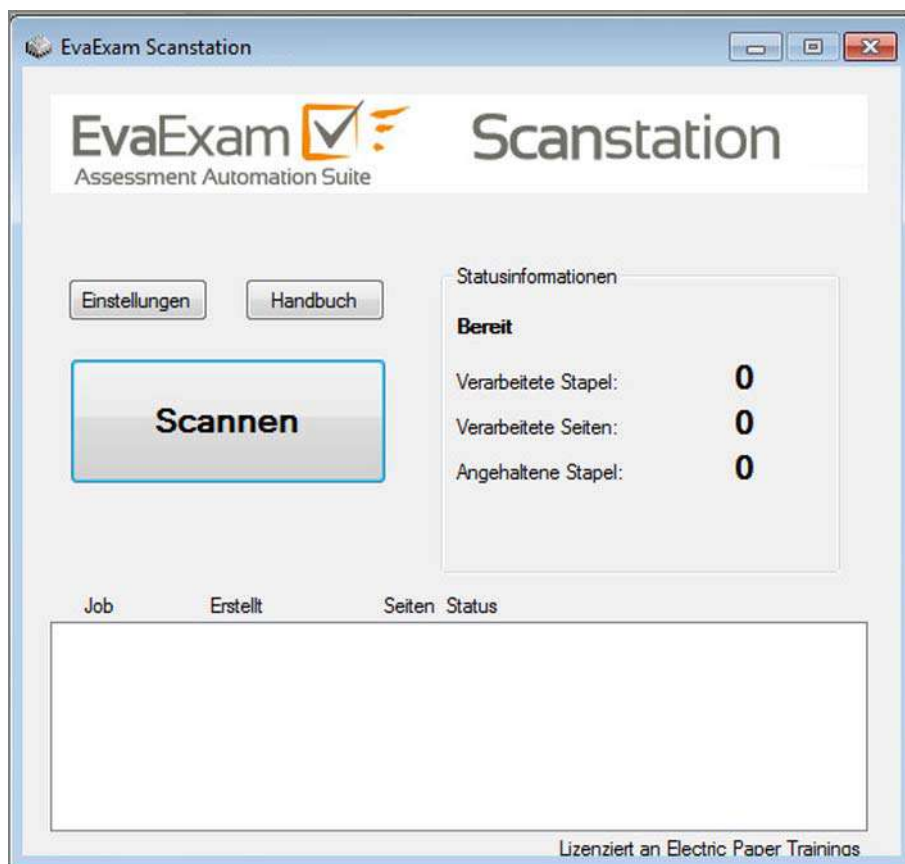 EvaExam Scanstation
EvaExam Scanstation
Assessment Automation Suite
Einstellungen Handbuch
Scannen
Statusinformationen
Bereit
Verarbeitete Stapel: 0
Verarbeitete Seiten: 0
Angehaltene Stapel: 0
Job Erstellt Seiten Status
Lizenziert an Electric Paper Trainings